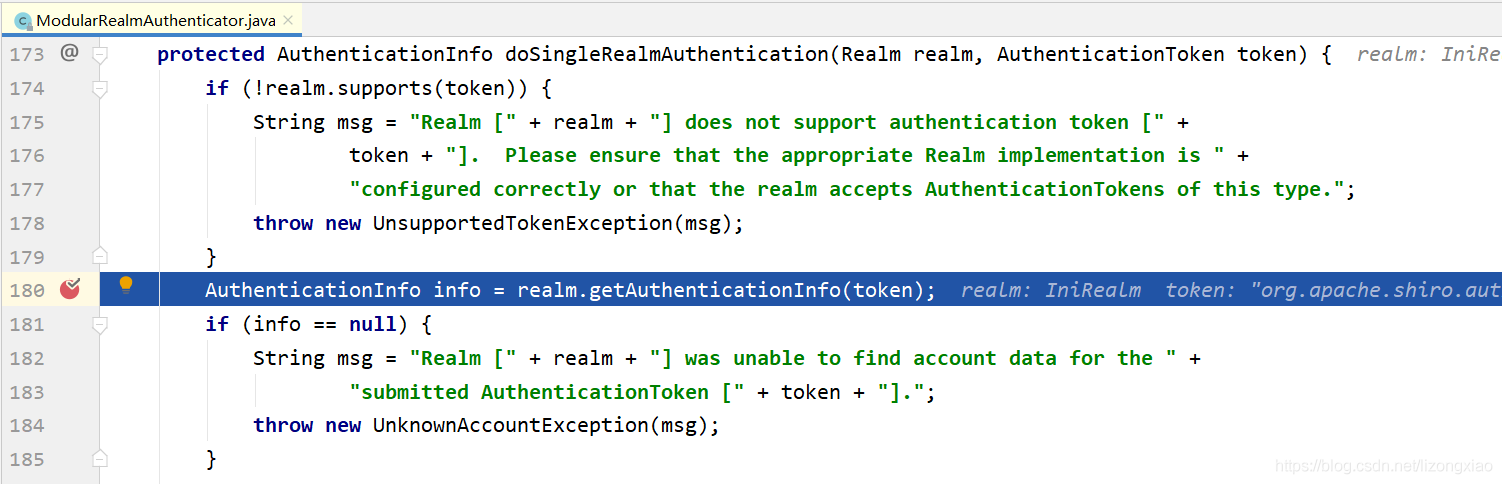 ModularRealmAuthenticator.java
173 @ protected AuthenticationInfo doSingleRealmAuthentication(Realm realm, AuthenticationToken token) { realm: IniRe
174 if (!realm.supports(token)) {
175 String msg = "Realm [" + realm + "] does not support authentication token [" +
176 token + "].  Please ensure that the appropriate Realm implementation is " +
177 "configured correctly or that the realm accepts AuthenticationTokens of this type.";
178 throw new UnsupportedTokenException(msg);
179 }
180 AuthenticationInfo info = realm.getAuthenticationInfo(token); realm: IniRealm token: "org.apache.shiro.aut
181 if (info == null) {
182 String msg = "Realm [" + realm + "] was unable to find account data for the " +
183 "submitted AuthenticationToken [" + token + "].";
184 throw new UnknownAccountException(msg);
185 }
https://blog.csdn.net/lizongxiao